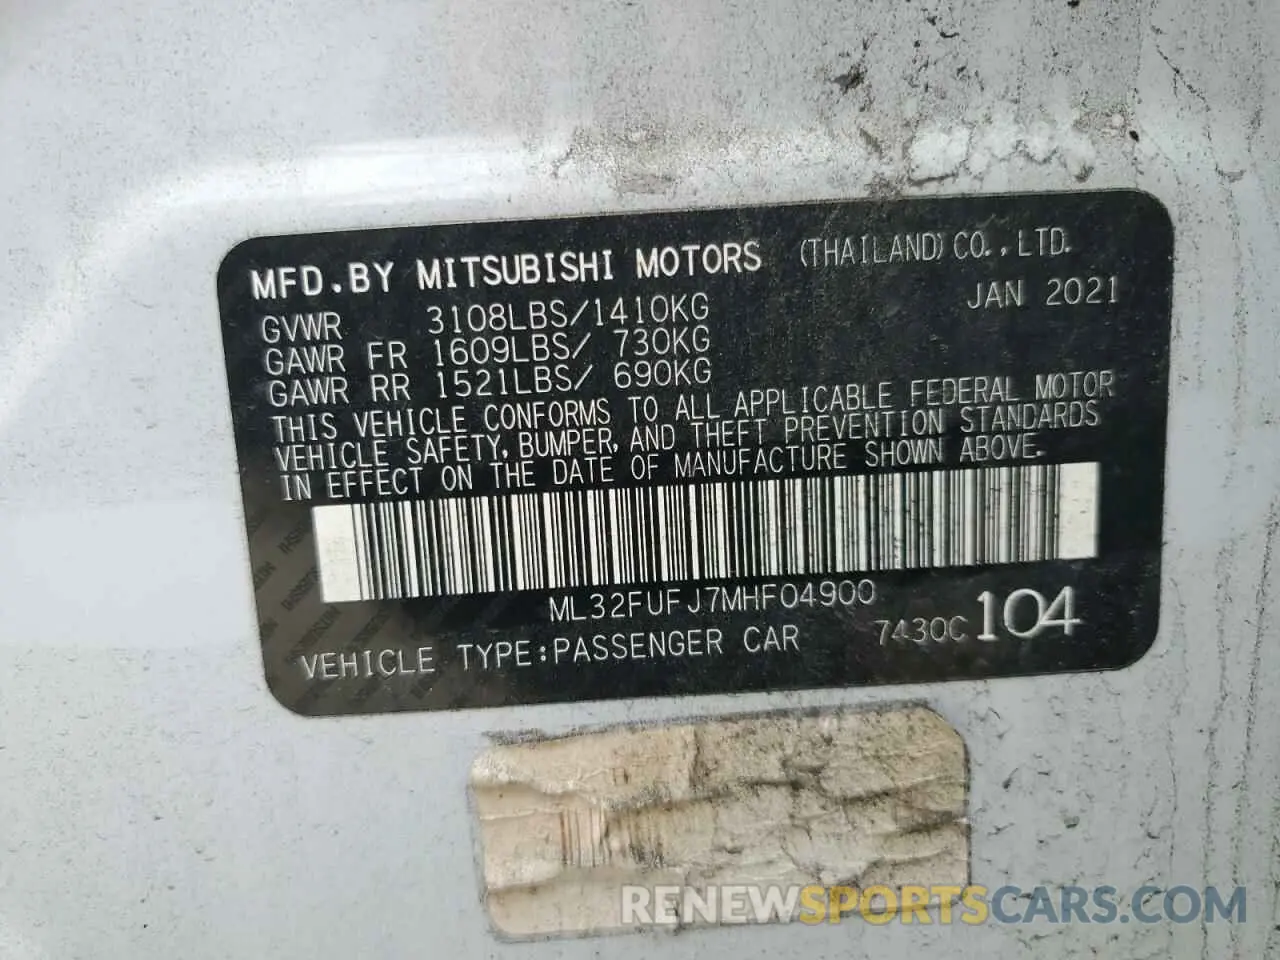 MFD.BY MITSUBISHI MOTORS (THAILAND)CO.,LTD.
JAN 2021
GVWR 3108LBS/1410KG
GAWR FR 1609LBS/ 730KG
GAWR RR 1521LBS/ 690KG
THIS VEHICLE CONFORMS TO ALL APPLICABLE FEDERAL MOTOR
VEHICLE SAFETY, BUMPER, AND THEFT PREVENTION STANDARDS
IN EFFECT ON THE DATE OF MANUFACTURE SHOWN ABOVE.
ML32FUFJ7MHF04900
7430C 104
VEHICLE TYPE:PASSENGER CAR
RENEWSPORTSCARS.COM